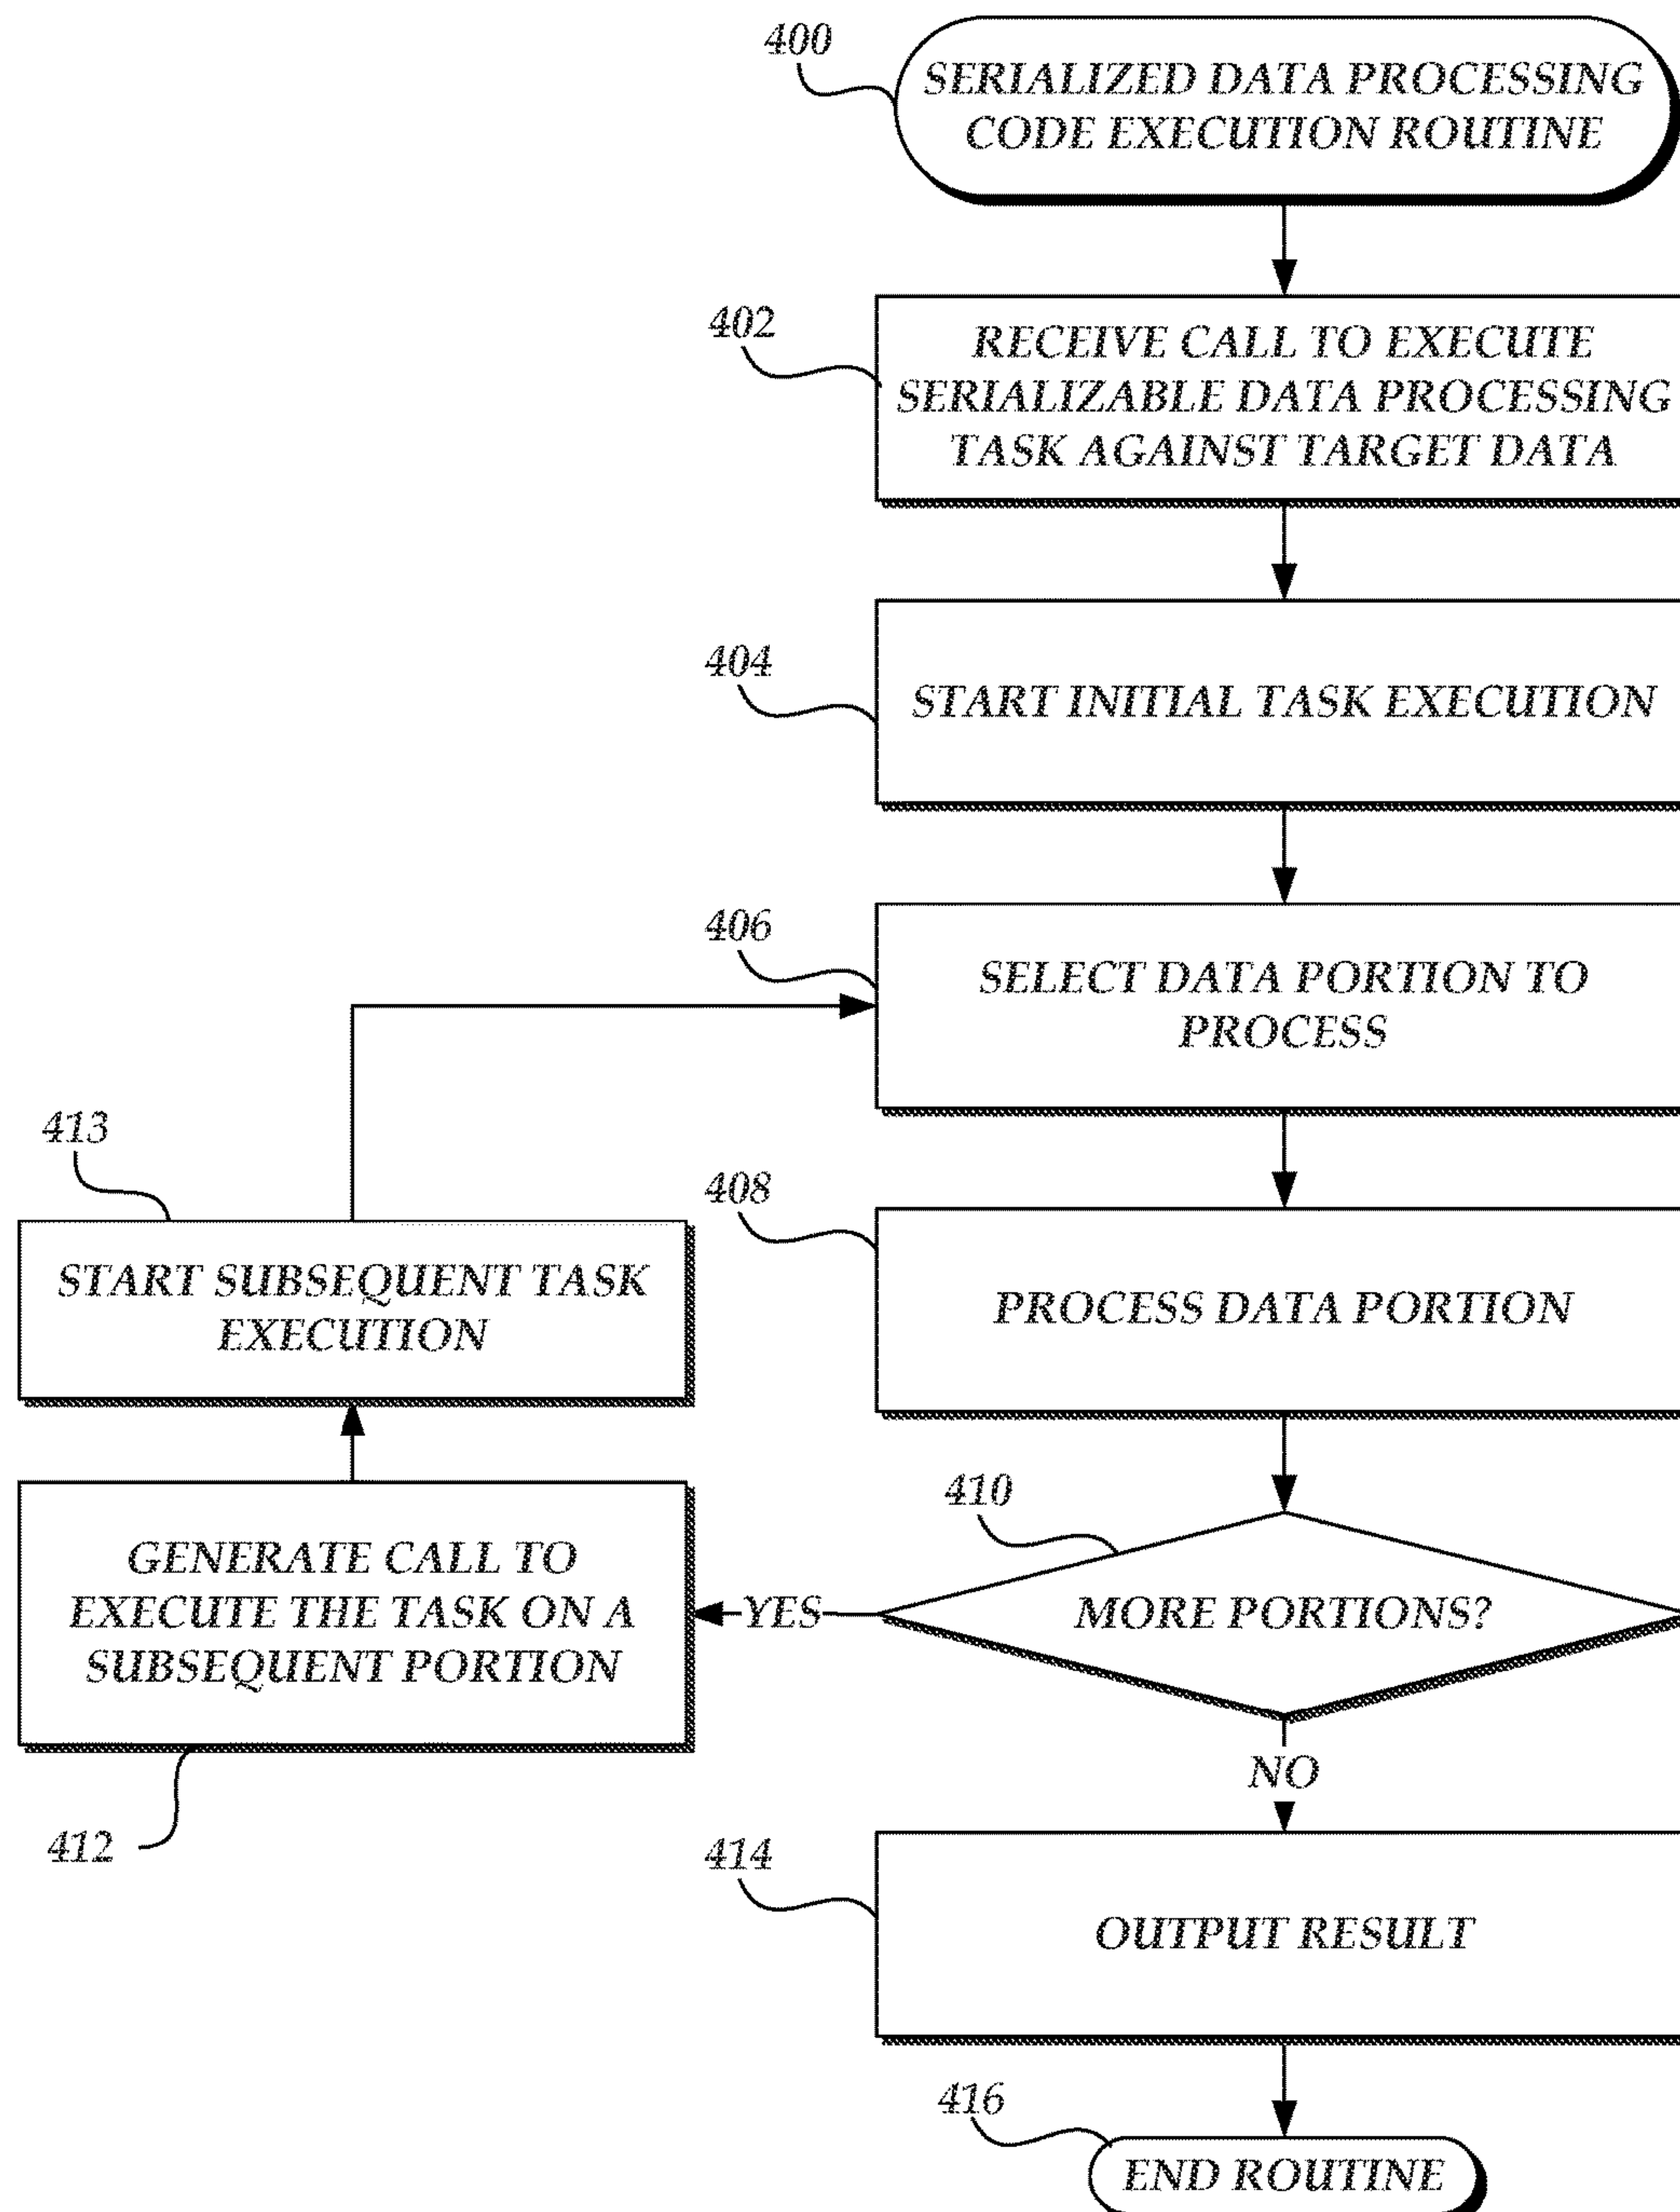 400
SERIALIZED DATA PROCESSING
CODE EXECUTION ROUTINE
402
RECEIVE CALL TO EXECUTE
SERIALIZABLE DATA PROCESSING
TASK AGAINST TARGET DATA
404
START INITIAL TASK EXECUTION
406
SELECT DATA PORTION TO
PROCESS
413
START SUBSEQUENT TASK
EXECUTION
408
PROCESS DATA PORTION
410
MORE PORTIONS?
YES
GENERATE CALL TO
EXECUTE THE TASK ON A
SUBSEQUENT PORTION
412
NO
414
OUTPUT RESULT
416
END ROUTINE